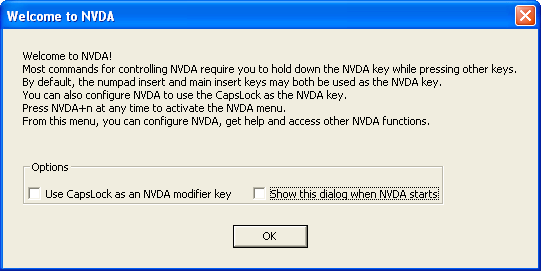 Welcome to NVDA
Welcome to NVDA!
Most commands for controlling NVDA require you to hold down the NVDA key while pressing other keys.
By default, the numpad insert and main insert keys may both be used as the NVDA key.
You can also configure NVDA to use the CapsLock as the NVDA key.
Press NVDA+n at any time to activate the NVDA menu.
From this menu, you can configure NVDA, get help and access other NVDA functions.
Options
Use CapsLock as an NVDA modifier key
Show this dialog when NVDA starts
OK